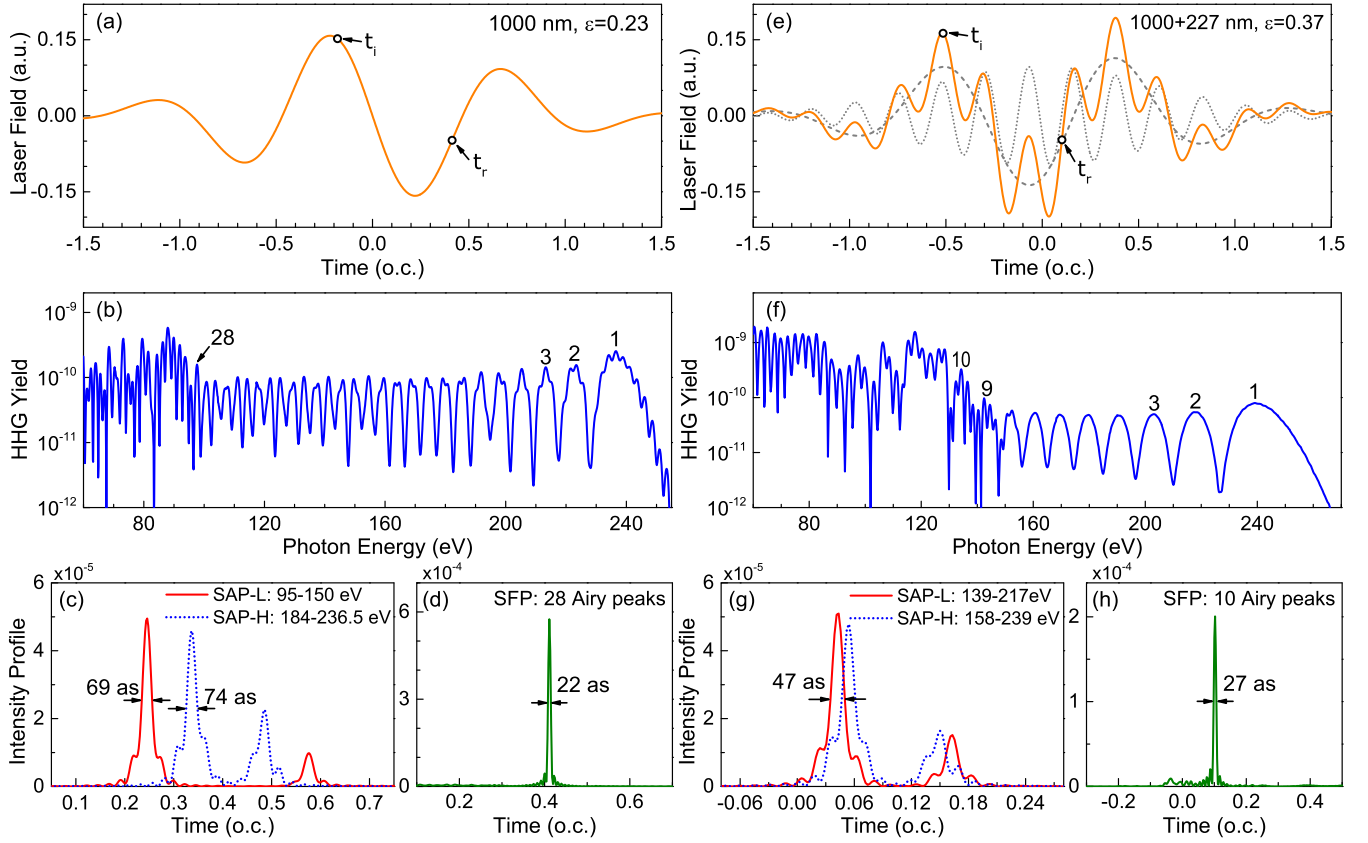 (a)
1000 nm, ε=0.23
Laser Field (a.u.)
0.15
0.00
-0.15
t_i
t_r
-1.5 -1.0 -0.5 0.0 0.5 1.0 1.5
Time (o.c.)
(e)
1000+227 nm, ε=0.37
Laser Field (a.u.)
0.15
0.00
-0.15
t_i
t_r
-1.5 -1.0 -0.5 0.0 0.5 1.0 1.5
Time (o.c.)
(b)
HHG Yield
10^-9
10^-10
10^-11
10^-12
28
3 2 1
80 120 160 200 240
Photon Energy (eV)
(f)
HHG Yield
10^-9
10^-10
10^-11
10^-12
10
9
3 2 1
80 120 160 200 240
Photon Energy (eV)
x10^-5
(c)
SAP-L: 95-150 eV
SAP-H: 184-236.5 eV
Intensity Profile
6
4
2
0
69 as
74 as
0.1 0.2 0.3 0.4 0.5 0.6 0.7
Time (o.c.)
x10^-4
(d)
SFP: 28 Airy peaks
6
3
0
22 as
0.2 0.4 0.6
Time (o.c.)
x10^-5
(g)
SAP-L: 139-217eV
SAP-H: 158-239 eV
Intensity Profile
6
4
2
0
47 as
-0.06 0.00 0.06 0.12 0.18 0.24
Time (o.c.)
x10^-4
(h)
SFP: 10 Airy peaks
2
1
0
27 as
-0.2 0.0 0.2 0.4
Time (o.c.)